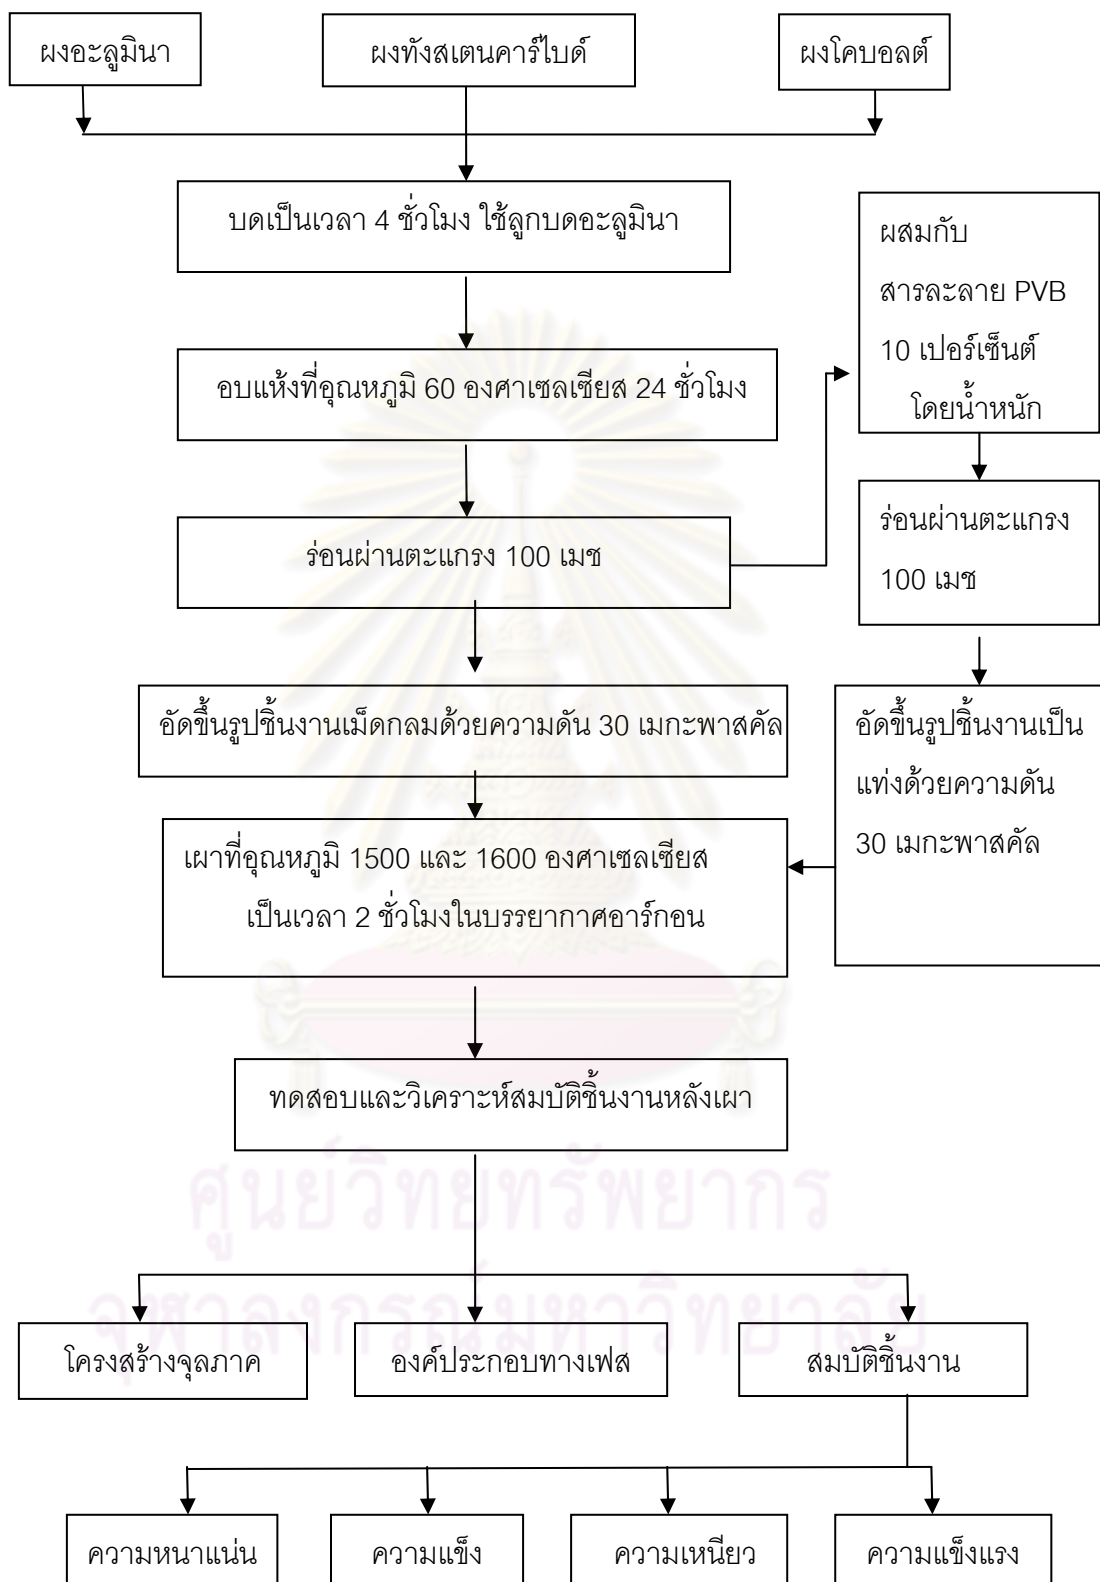 ผงอะลูมินา
ผงทังสเตนคาร์ไบด์
ผงโคบอลต์
บดเป็นเวลา 4 ชั่วโมง ใช้ลูกบดอะลูมินา
อบแห้งที่อุณหภูมิ 60 องศาเซลเซียส 24 ชั่วโมง
ร่อนผ่านตะแกรง 100 เมช
ผสมกับ
สารละลาย PVB
10 เปอร์เซ็นต์
โดยน้ำหนัก
ร่อนผ่านตะแกรง
100 เมช
อัดขึ้นรูปชิ้นงานเม็ดกลมด้วยความดัน 30 เมกะพาสคัล
อัดขึ้นรูปชิ้นงานเป็น
แท่งด้วยความดัน
30 เมกะพาสคัล
เผาที่อุณหภูมิ 1500 และ 1600 องศาเซลเซียส
เป็นเวลา 2 ชั่วโมงในบรรยากาศอาร์กอน
ทดสอบและวิเคราะห์สมบัติชิ้นงานหลังเผา
ศูนย์วิทยทรัพยากร
จุฬาลงกรณ์มหาวิทยาลัย
โครงสร้างจุลภาค
องค์ประกอบทางเฟส
สมบัติชิ้นงาน
ความหนาแน่น
ความแข็ง
ความเหนียว
ความแข็งแรง